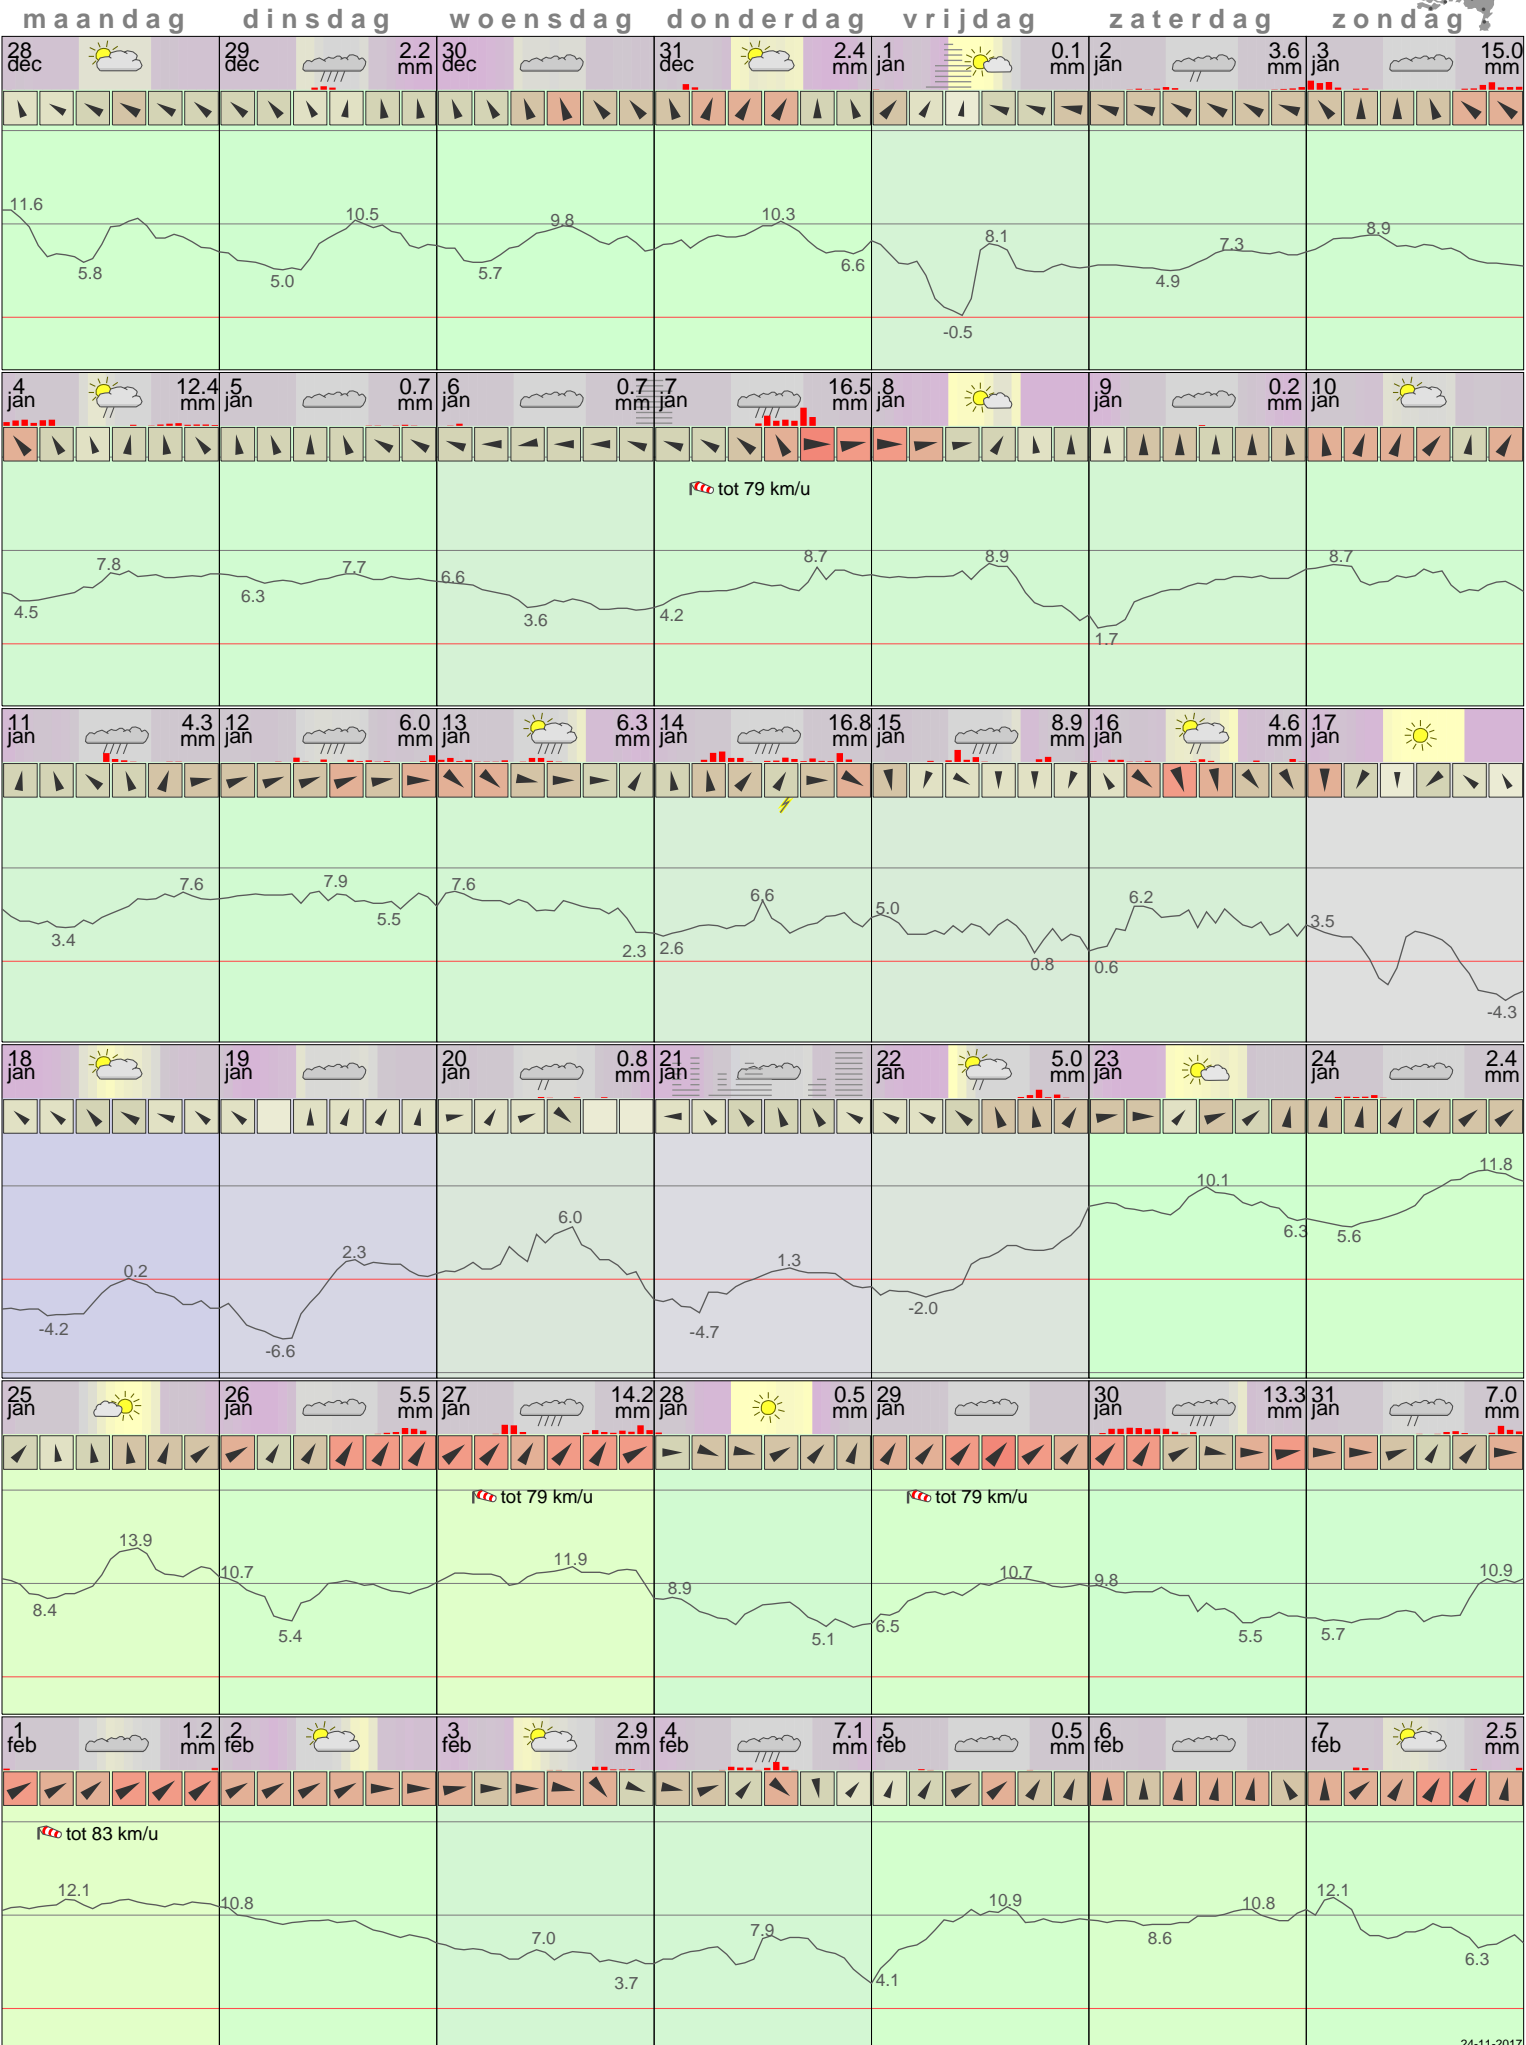 maandag dinsdag woensdag donderdag vrijdag zaterdag zondag
28 dec
11.6
5.8
29 dec 2.2 mm
10.5
5.0
30 dec
9.8
5.7
31 dec 2.4 mm
10.3
6.6
1 jan 0.1 mm
8.1
-0.5
2 jan 3.6 mm
7.3
4.9
3 jan 15.0 mm
8.9
4 jan 12.4 mm
7.8
4.5
5 jan 0.7 mm
7.7
6.3
6 jan 0.7 mm
6.6
3.6
7 jan 16.5 mm
tot 79 km/u
8.7
4.2
8 jan
8.9
9 jan 0.2 mm
1.7
10 jan
8.7
11 jan 4.3 mm
7.6
3.4
12 jan 6.0 mm
7.9
5.5
13 jan 6.3 mm
7.6
2.3
14 jan 16.8 mm
6.6
2.6
15 jan 8.9 mm
5.0
0.8
16 jan 4.6 mm
6.2
0.6
17 jan
3.5
-4.3
18 jan
0.2
-4.2
19 jan
2.3
-6.6
20 jan 0.8 mm
6.0
21 jan
1.3
-4.7
22 jan 5.0 mm
-2.0
23 jan
10.1
6.3
24 jan 2.4 mm
11.8
5.6
25 jan
13.9
8.4
26 jan 5.5 mm
10.7
5.4
27 jan 14.2 mm
tot 79 km/u
11.9
28 jan 0.5 mm
8.9
5.1
29 jan
tot 79 km/u
10.7
6.5
30 jan 13.3 mm
9.8
5.5
31 jan 7.0 mm
10.9
5.7
1 feb 1.2 mm
tot 83 km/u
12.1
2 feb
10.8
3 feb 2.9 mm
7.0
3.7
4 feb 7.1 mm
7.9
5 feb 0.5 mm
10.9
4.1
6 feb
10.8
8.6
7 feb 2.5 mm
12.1
6.3
24-11-2017